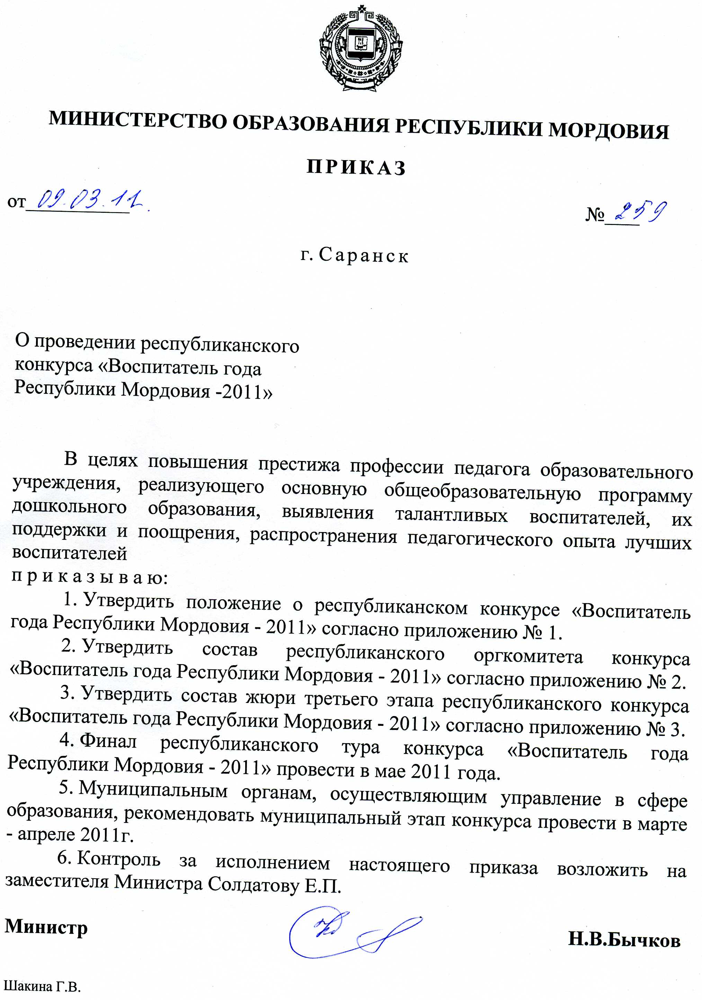 МИНИСТЕРСТВО ОБРАЗОВАНИЯ РЕСПУБЛИКИ МОРДОВИЯ
ПРИКАЗ
от 09.03.11.
№ 259
г. Саранск
О проведении республиканского
конкурса «Воспитатель года
Республики Мордовия -2011»
В целях повышения престижа профессии педагога образовательного
учреждения, реализующего основную общеобразовательную программу
дошкольного образования, выявления талантливых воспитателей, их
поддержки и поощрения, распространения педагогического опыта лучших
воспитателей
п р и к а з ы в а ю:
1. Утвердить положение о республиканском конкурсе «Воспитатель
года Республики Мордовия - 2011» согласно приложению № 1.
2. Утвердить состав республиканского оргкомитета конкурса
«Воспитатель года Республики Мордовия - 2011» согласно приложению № 2.
3. Утвердить состав жюри третьего этапа республиканского конкурса
«Воспитатель года Республики Мордовия - 2011» согласно приложению № 3.
4. Финал республиканского тура конкурса «Воспитатель года
Республики Мордовия - 2011» провести в мае 2011 года.
5. Муниципальным органам, осуществляющим управление в сфере
образования, рекомендовать муниципальный этап конкурса провести в марте
- апреле 2011г.
6. Контроль за исполнением настоящего приказа возложить на
заместителя Министра Солдатову Е.П.
Министр
Н.В.Бычков
Шакина Г.В.